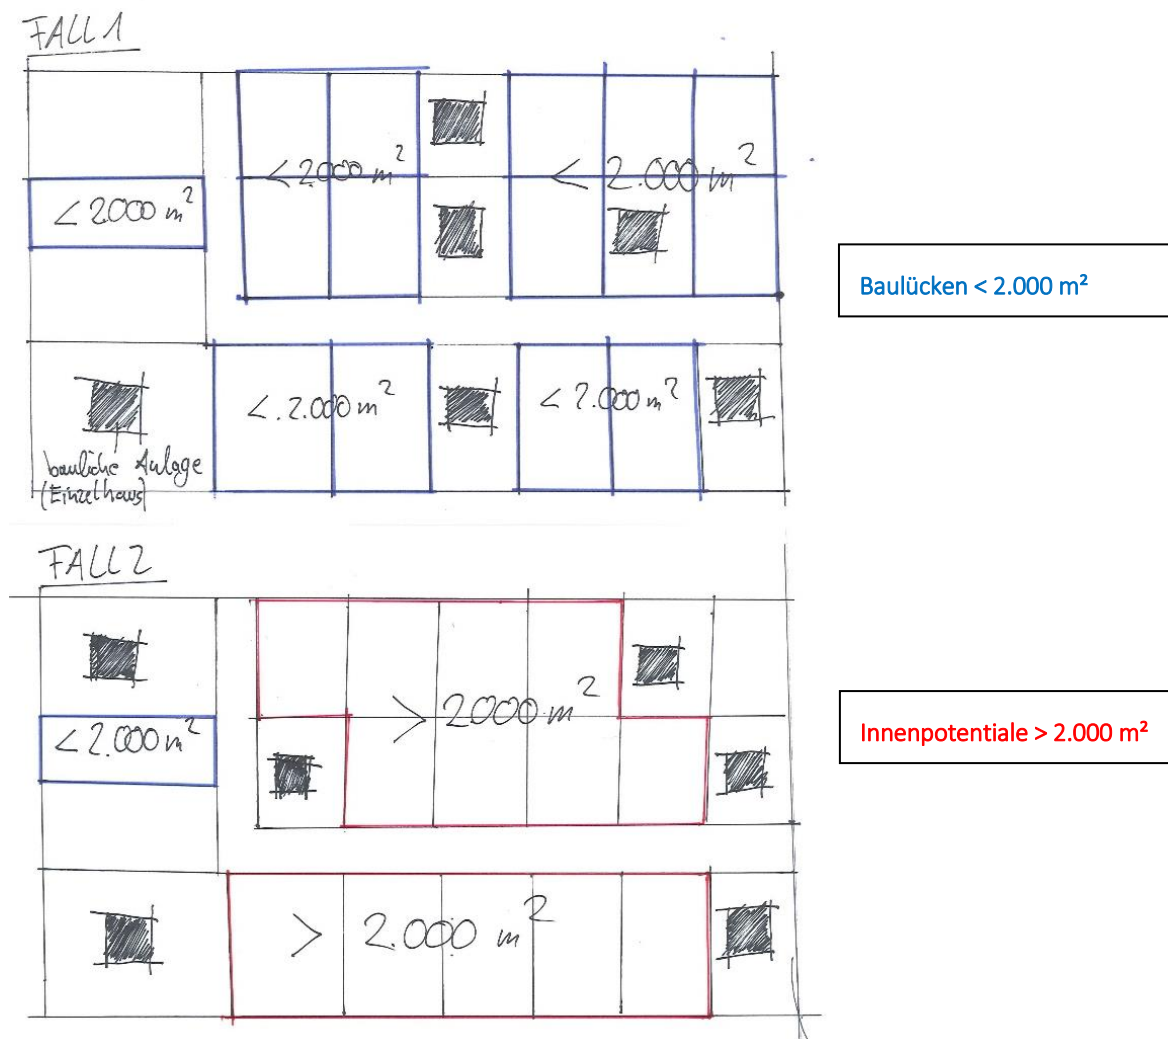 FALL 1
< 2000 m²
< 2.000 m²
< 2000 m²
Baulücken < 2.000 m²
< 2.000 m²
< 2.000 m²
bauliche Anlage
(Einzelhaus)
FALL 2
> 2000 m²
< 2.000 m²
Innenpotentiale > 2.000 m²
> 2.000 m²